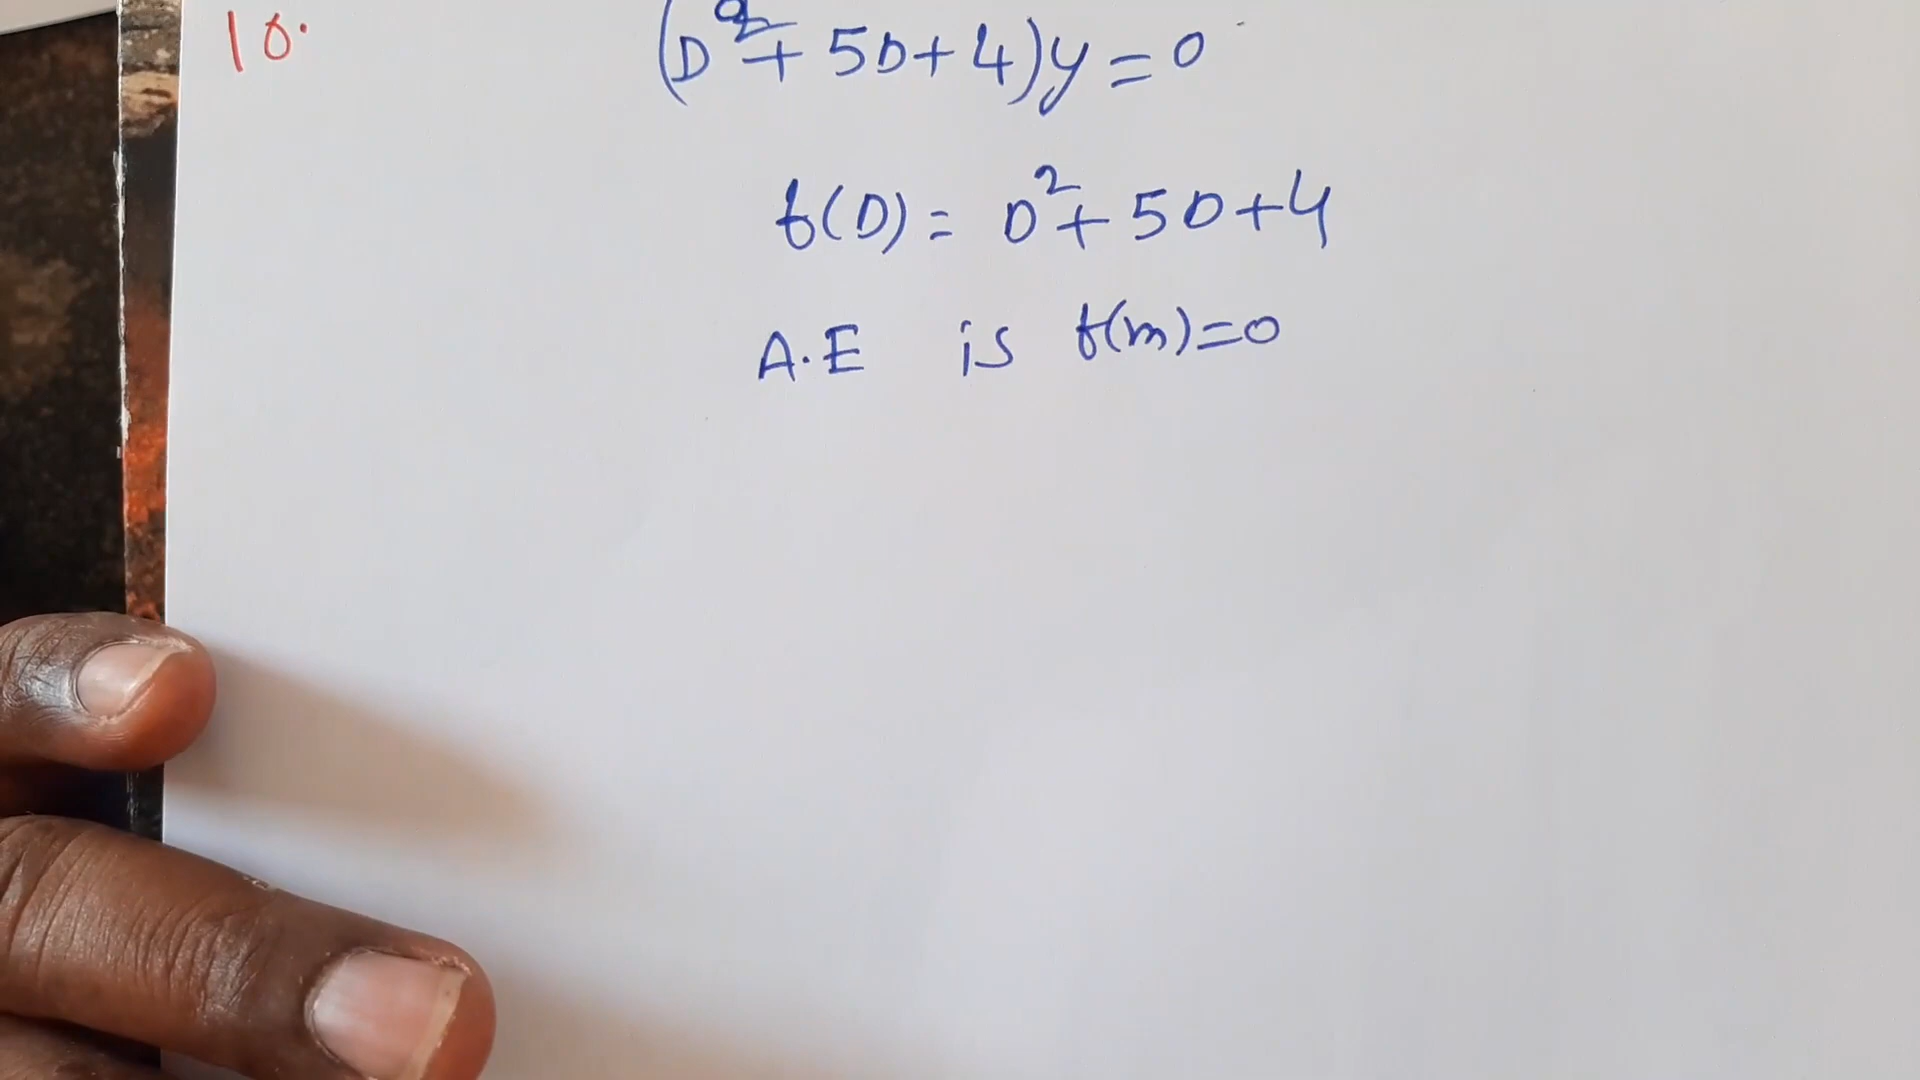 10.
(D²+ 5D+4)y=0
f(D)= D²+ 5D+4
A.E is f(m)=0